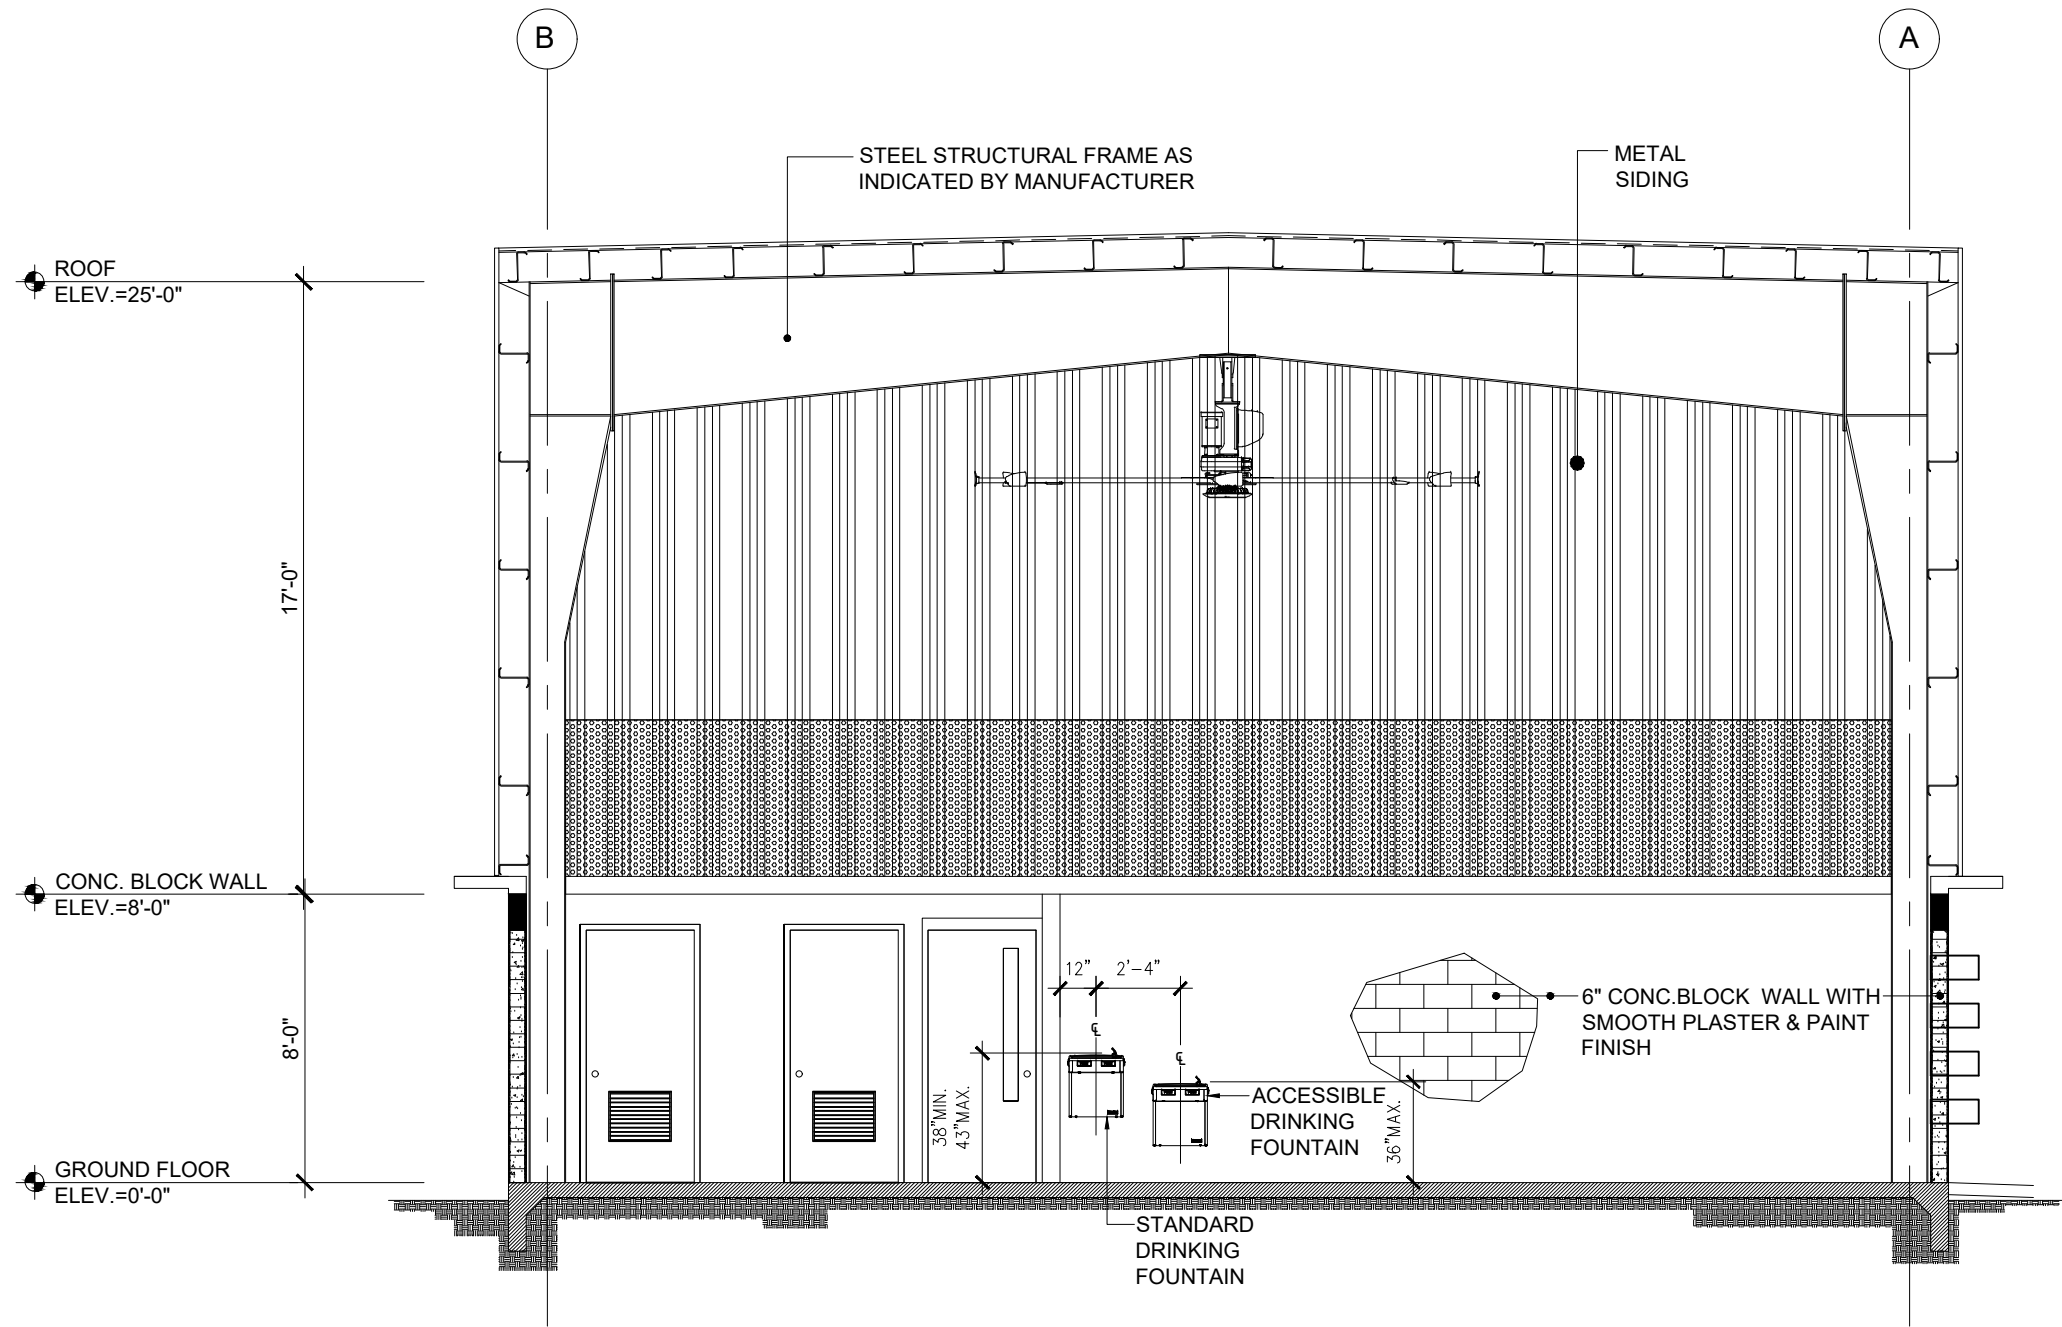 B
A
STEEL STRUCTURAL FRAME AS
INDICATED BY MANUFACTURER
METAL
SIDING
ROOF
ELEV.=25'-0"
17'-0"
CONC. BLOCK WALL
ELEV.=8'-0"
8'-0"
GROUND FLOOR
ELEV.=0'-0"
12"
2'-4"
6" CONC.BLOCK WALL WITH
SMOOTH PLASTER & PAINT
FINISH
℄
℄
38"MIN.
43"MAX.
ACCESSIBLE
DRINKING
FOUNTAIN
36"MAX.
STANDARD
DRINKING
FOUNTAIN